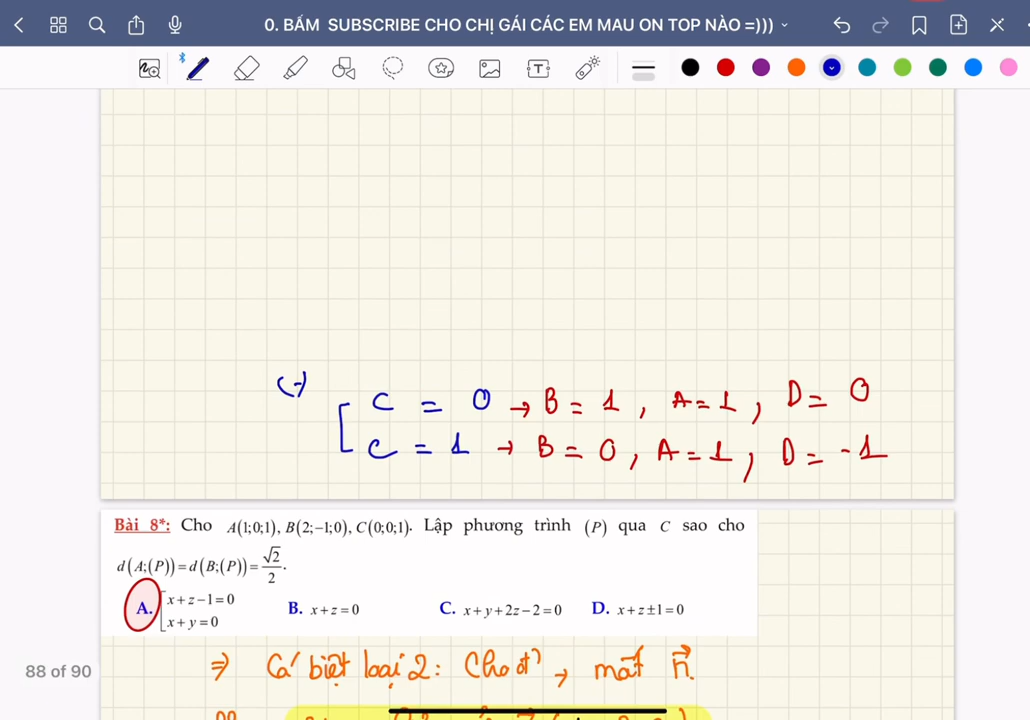 0. BẤM SUBSCRIBE CHO CHỊ GÁI CÁC EM MAU ON TOP NÀO =)))
C = 0 → B = 1 , A = 1 , D = 0
C = 1 → B = 0 , A = 1 ; D = -1
Bài 8*: Cho A(1;0;1), B(2;−1;0), C(0;0;1). Lập phương trình (P) qua C sao cho
d(A;(P))=d(B;(P))=√2/2.
A. [x+z−1=0 B. x+z=0 C. x+y+2z−2=0 D. x+z±1=0
x+y=0
88 of 90
⇒ Cá biệt loại 2: Cho đ² , mất n⃗.